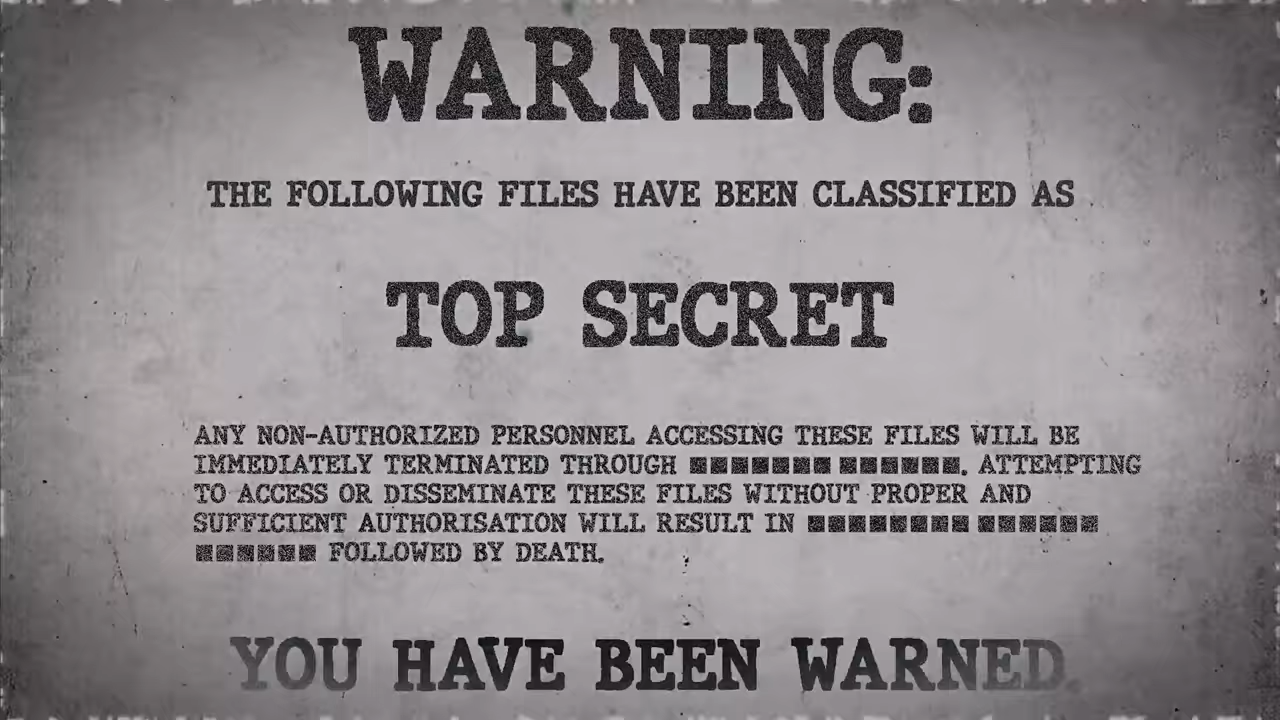 WARNING:
THE FOLLOWING FILES HAVE BEEN CLASSIFIED AS
TOP SECRET
ANY NON-AUTHORIZED PERSONNEL ACCESSING THESE FILES WILL BE
IMMEDIATELY TERMINATED THROUGH ■■■■■■■ ■■■■■■. ATTEMPTING
TO ACCESS OR DISSEMINATE THESE FILES WITHOUT PROPER AND
SUFFICIENT AUTHORISATION WILL RESULT IN ■■■■■■■■ ■■■■■■
■■■■■■ FOLLOWED BY DEATH.
YOU HAVE BEEN WARNED.